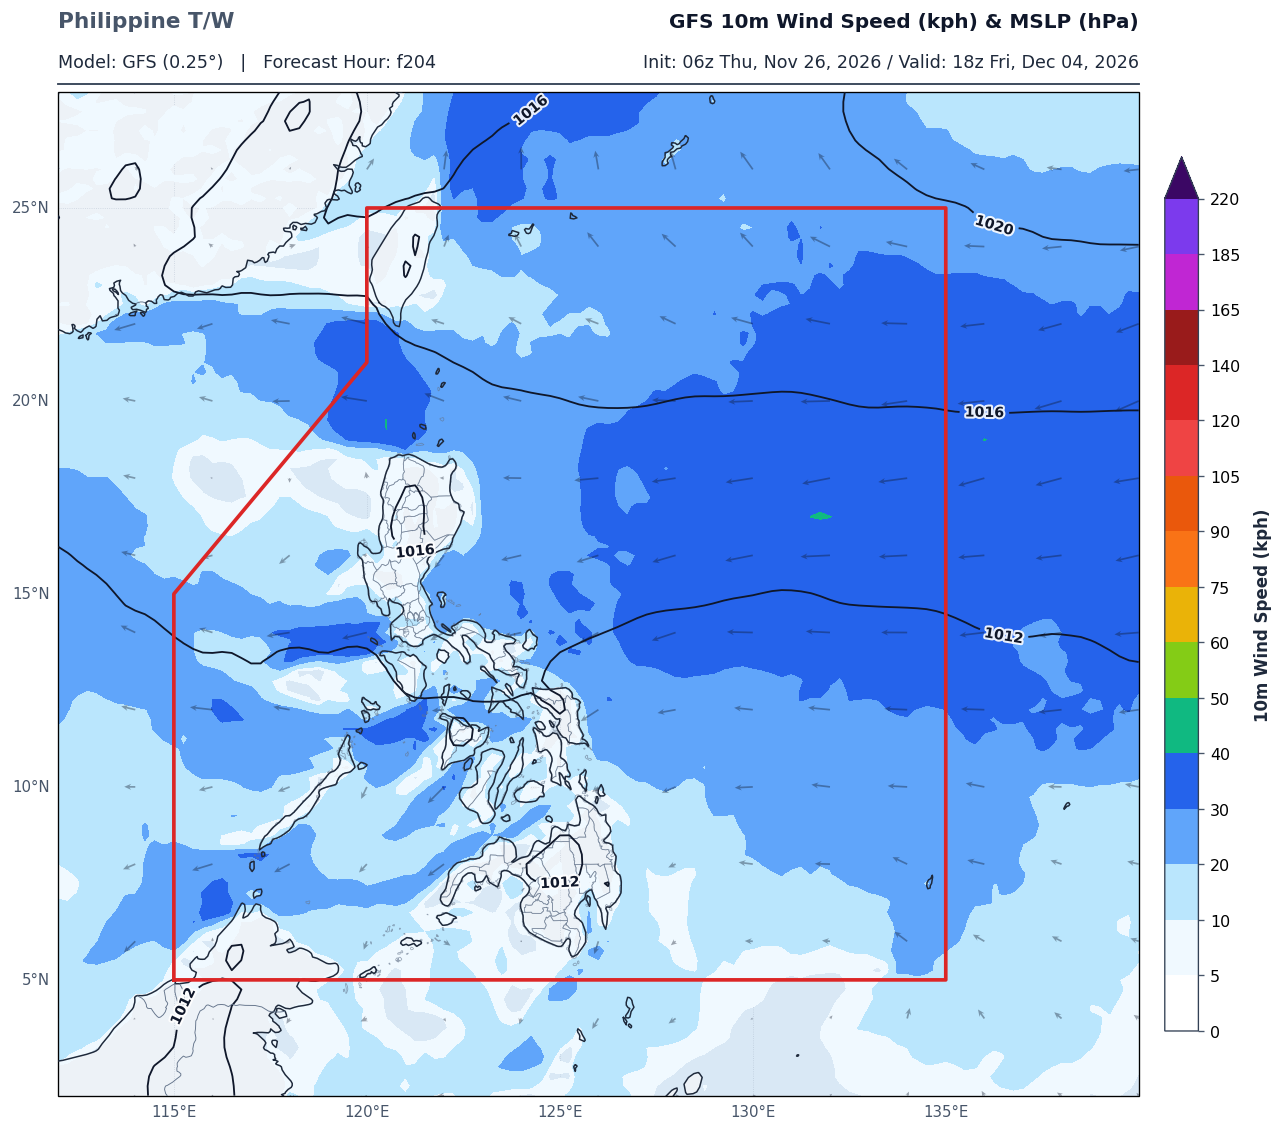 Philippine T/W
GFS 10m Wind Speed (kph) & MSLP (hPa)
Model: GFS (0.25°) | Forecast Hour: f204
Init: 06z Thu, Nov 26, 2026 / Valid: 18z Fri, Dec 04, 2026
1016
1020
1016
1016
1012
1012
1012
25°N
20°N
15°N
10°N
5°N
115°E
120°E
125°E
130°E
135°E
220
185
165
140
120
105
90
75
60
50
40
30
20
10
5
0
10m Wind Speed (kph)